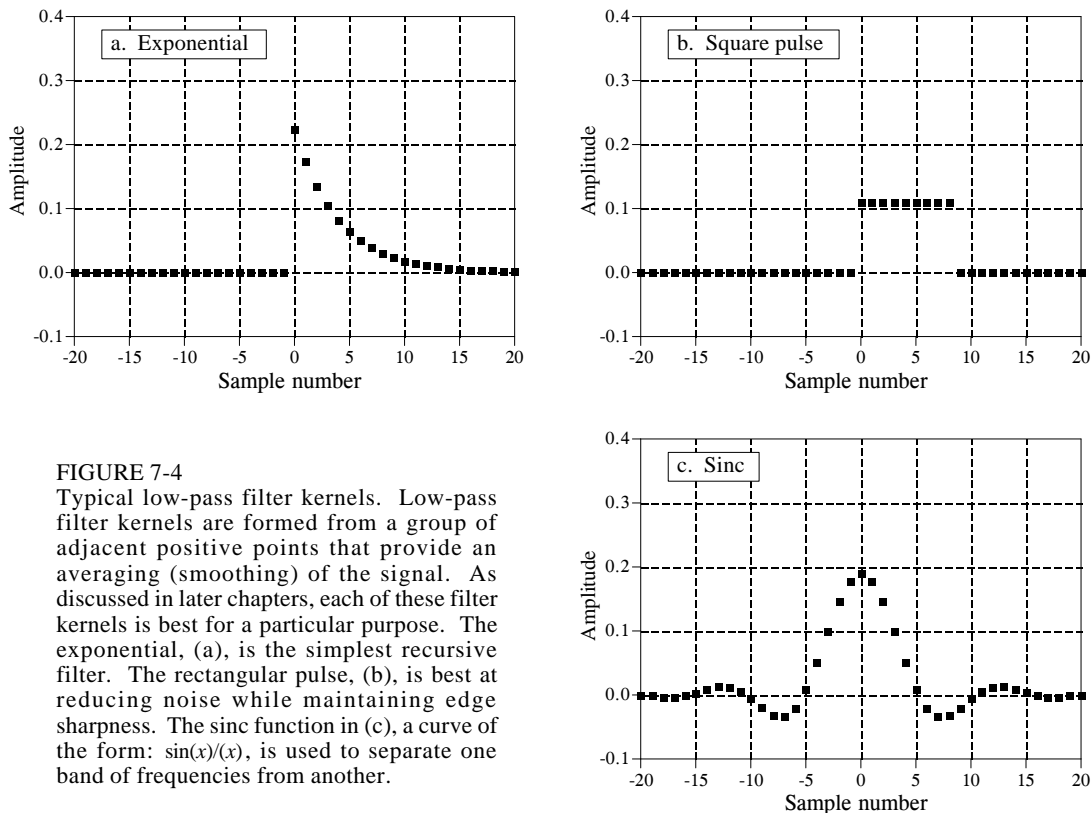 a. Exponential
0.4
0.3
0.2
0.1
0.0
-0.1
Amplitude
-20 -15 -10 -5 0 5 10 15 20
Sample number
b. Square pulse
0.4
0.3
0.2
0.1
0.0
-0.1
Amplitude
-20 -15 -10 -5 0 5 10 15 20
Sample number
FIGURE 7-4
Typical low-pass filter kernels. Low-pass
filter kernels are formed from a group of
adjacent positive points that provide an
averaging (smoothing) of the signal. As
discussed in later chapters, each of these filter
kernels is best for a particular purpose. The
exponential, (a), is the simplest recursive
filter. The rectangular pulse, (b), is best at
reducing noise while maintaining edge
sharpness. The sinc function in (c), a curve of
the form: sin(x)/(x), is used to separate one
band of frequencies from another.
c. Sinc
0.4
0.3
0.2
0.1
0.0
-0.1
Amplitude
-20 -15 -10 -5 0 5 10 15 20
Sample number